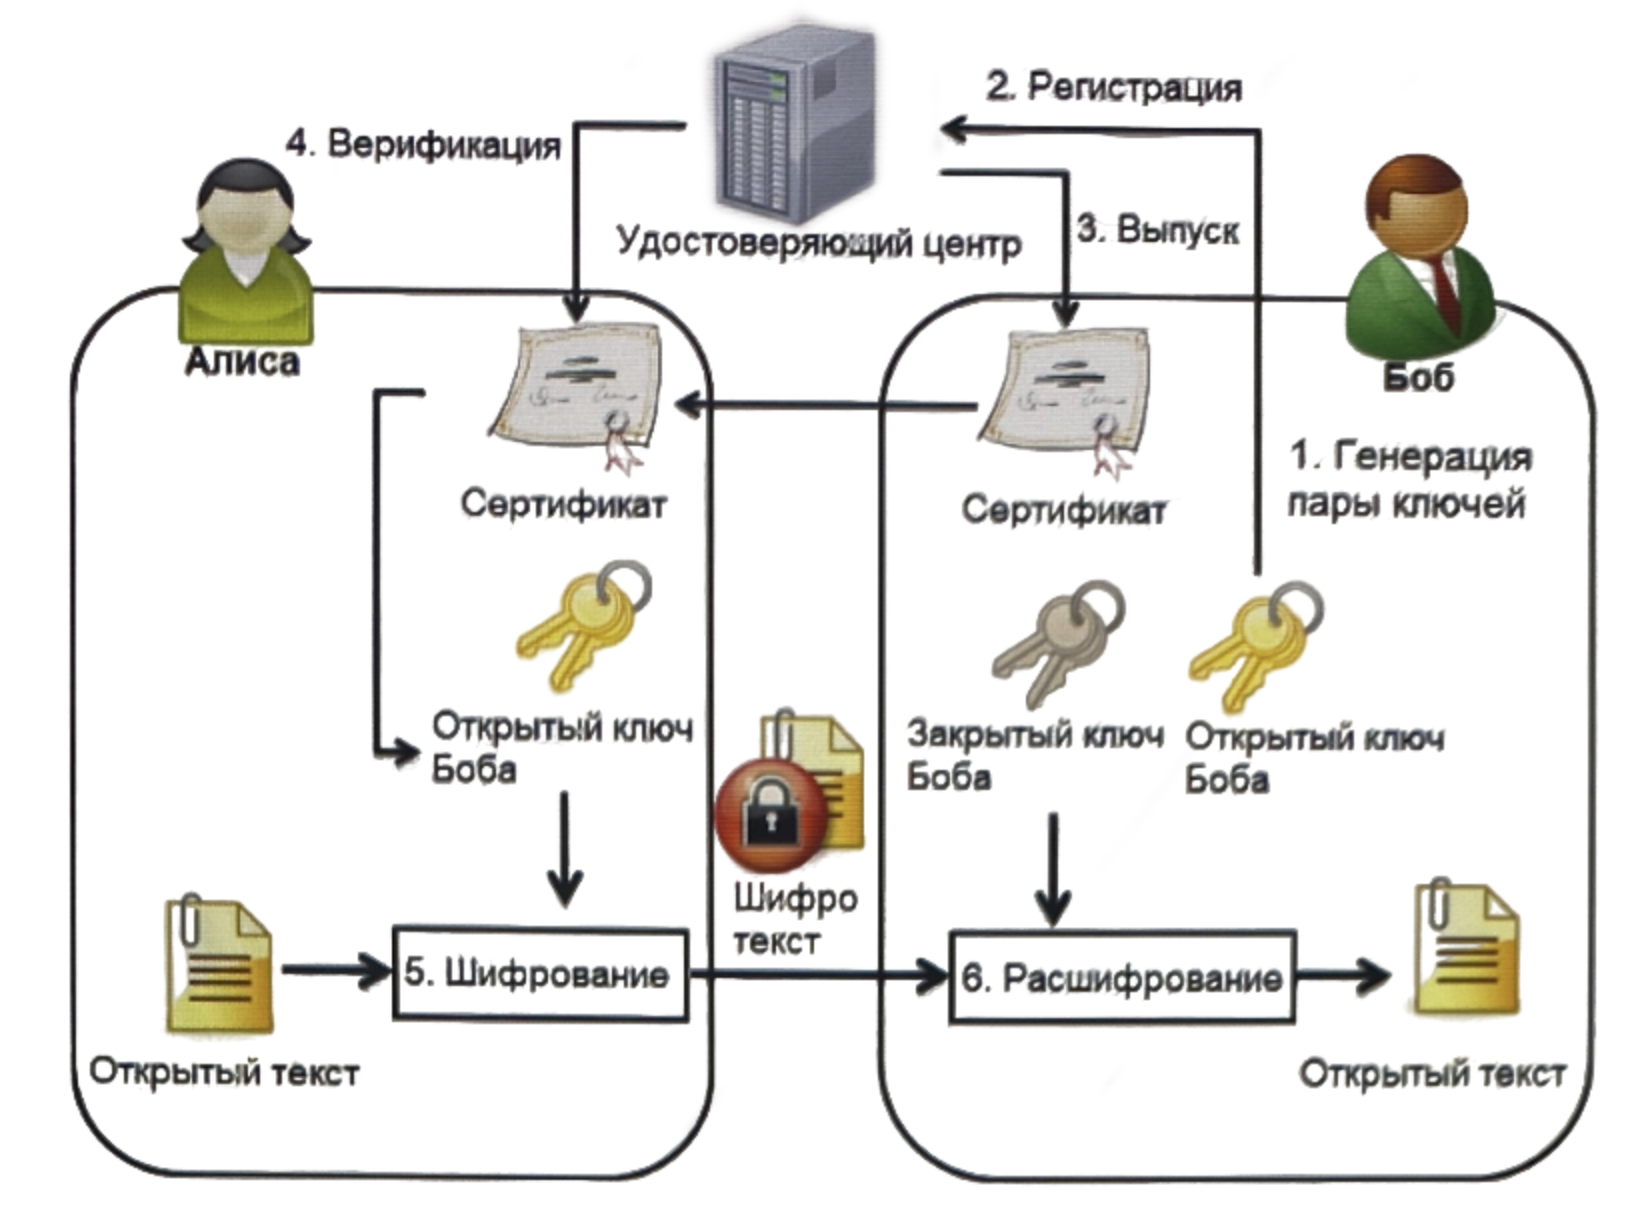 2. Регистрация
4. Верификация
3. Выпуск
Удостоверяющий центр
Алиса
Боб
1. Генерация
пары ключей
Сертификат
Сертификат
Открытый ключ
Боба
Закрытый ключ
Боба
Открытый ключ
Боба
Шифро
текст
5. Шифрование
6. Расшифрование
Открытый текст
Открытый текст